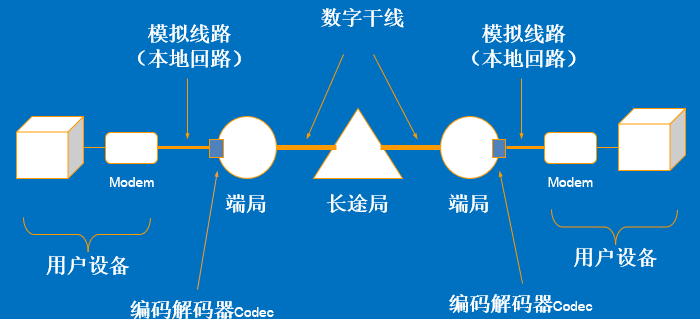 数字干线
模拟线路
（本地回路）
模拟线路
（本地回路）
Modem
端局
长途局
端局
Modem
用户设备
用户设备
编码解码器Codec
编码解码器Codec